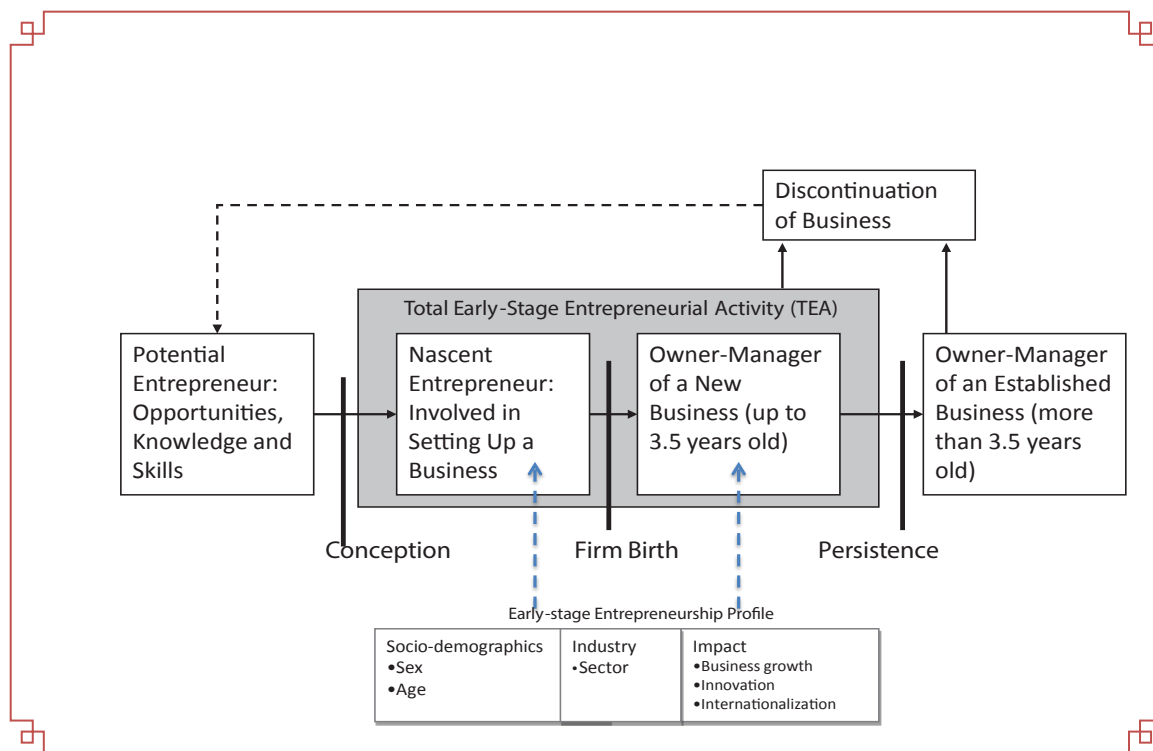 Discontinuation
of Business
Total Early-Stage Entrepreneurial Activity (TEA)
Potential
Entrepreneur:
Opportunities,
Knowledge and
Skills
Nascent
Entrepreneur:
Involved in
Setting Up a
Business
Owner-Manager
of a New
Business (up to
3.5 years old)
Owner-Manager
of an Established
Business (more
than 3.5 years
old)
Conception
Firm Birth
Persistence
Early-stage Entrepreneurship Profile
Socio-demographics
•Sex
•Age
Industry
•Sector
Impact
•Business growth
•Innovation
•Internationalization